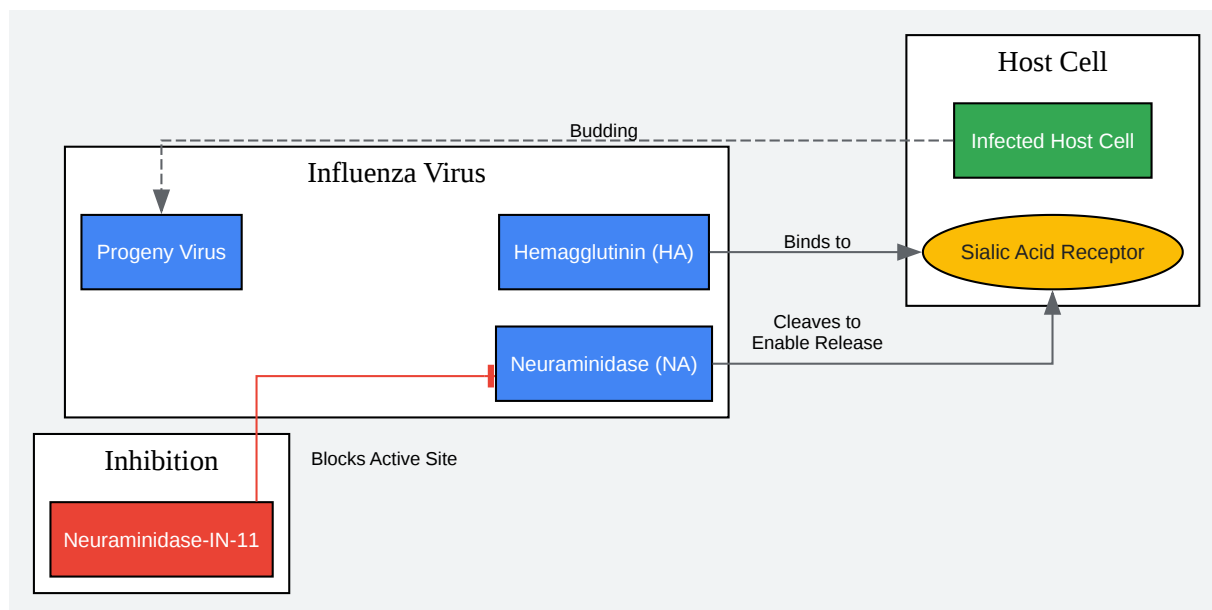 Host Cell
Infected Host Cell
Budding
Influenza Virus
Progeny Virus
Hemagglutinin (HA)
Binds to
Sialic Acid Receptor
Cleaves to
Enable Release
Neuraminidase (NA)
Inhibition
Blocks Active Site
Neuraminidase-IN-11